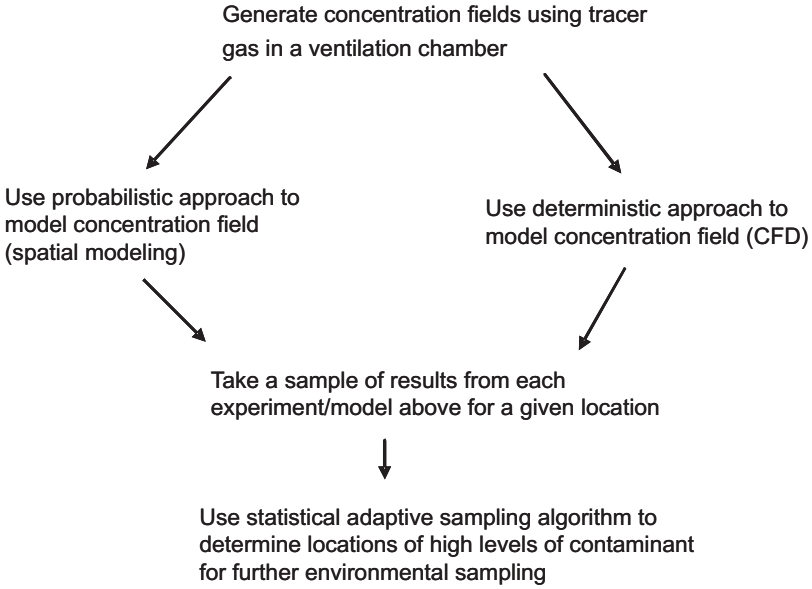 Generate concentration fields using tracer
gas in a ventilation chamber
Use probabilistic approach to
model concentration field
(spatial modeling)
Use deterministic approach to
model concentration field (CFD)
Take a sample of results from each
experiment/model above for a given location
Use statistical adaptive sampling algorithm to
determine locations of high levels of contaminant
for further environmental sampling